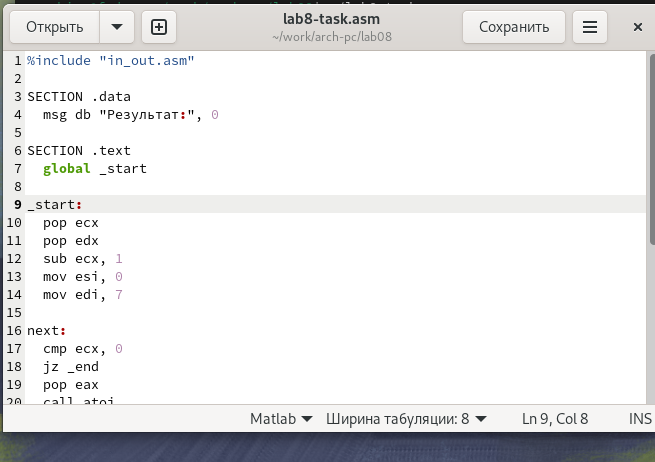 Открыть
lab8-task.asm
~/work/arch-pc/lab08
Сохранить
1 %include "in_out.asm"
2
3 SECTION .data
4   msg db "Результат:", 0
5
6 SECTION .text
7   global _start
8
9 _start:
10   pop ecx
11   pop edx
12   sub ecx, 1
13   mov esi, 0
14   mov edi, 7
15
16 next:
17   cmp ecx, 0
18   jz _end
19   pop eax
20   call atoi
Matlab Ширина табуляции: 8 Ln 9, Col 8 INS